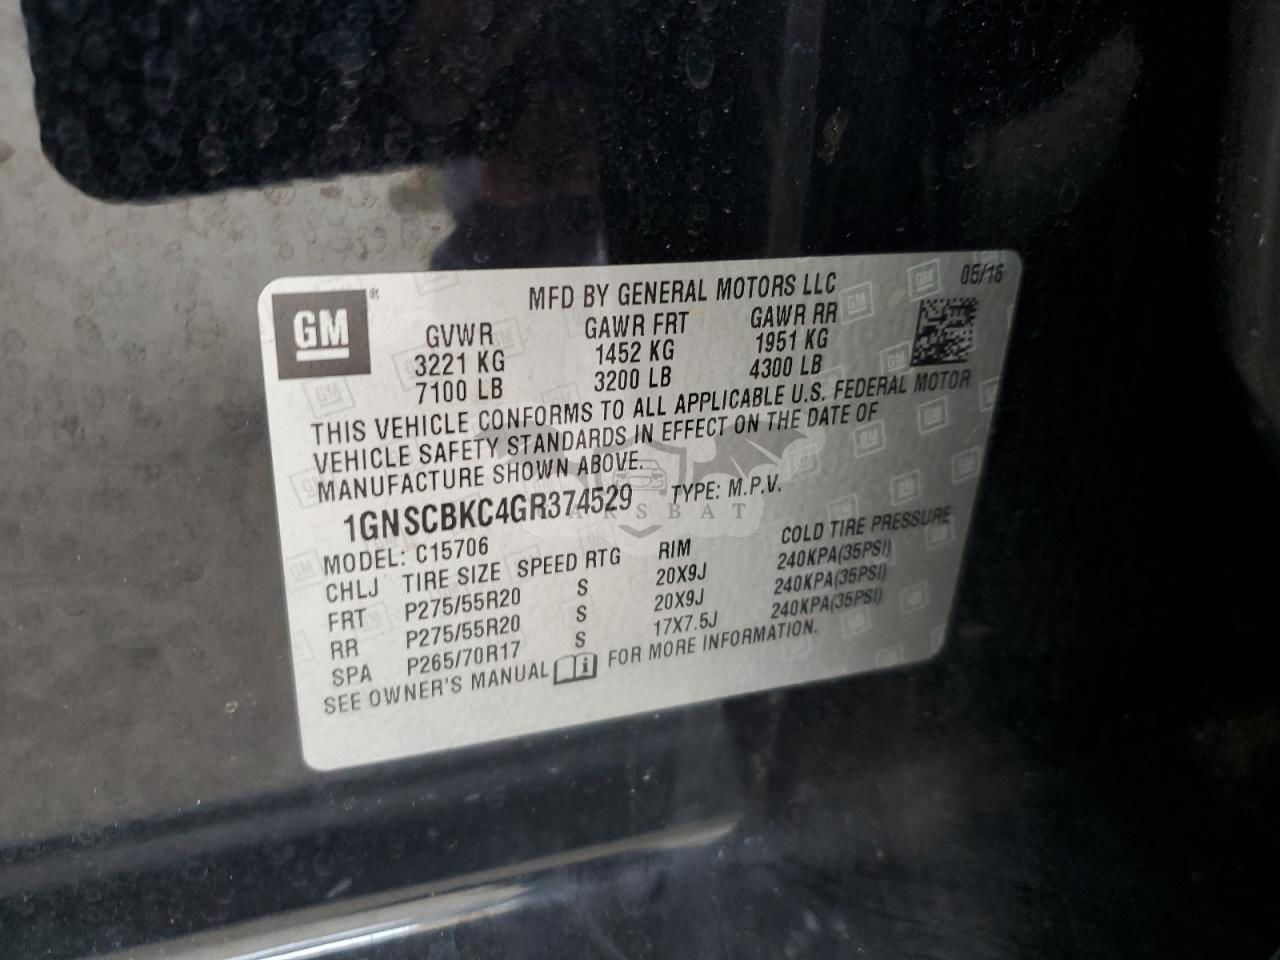 GM ®
MFD BY GENERAL MOTORS LLC
05/16
GVWR GAWR FRT GAWR RR
3221 KG 1452 KG 1951 KG
7100 LB 3200 LB 4300 LB
THIS VEHICLE CONFORMS TO ALL APPLICABLE U.S. FEDERAL MOTOR
VEHICLE SAFETY STANDARDS IN EFFECT ON THE DATE OF
MANUFACTURE SHOWN ABOVE.
1GNSCBKC4GR374529 TYPE: M.P.V.
MODEL: C15706
CHLJ TIRE SIZE SPEED RTG RIM COLD TIRE PRESSURE
FRT P275/55R20 S 20X9J 240KPA(35PSI)
RR P275/55R20 S 20X9J 240KPA(35PSI)
SPA P265/70R17 S 17X7.5J 240KPA(35PSI)
SEE OWNER'S MANUAL FOR MORE INFORMATION.